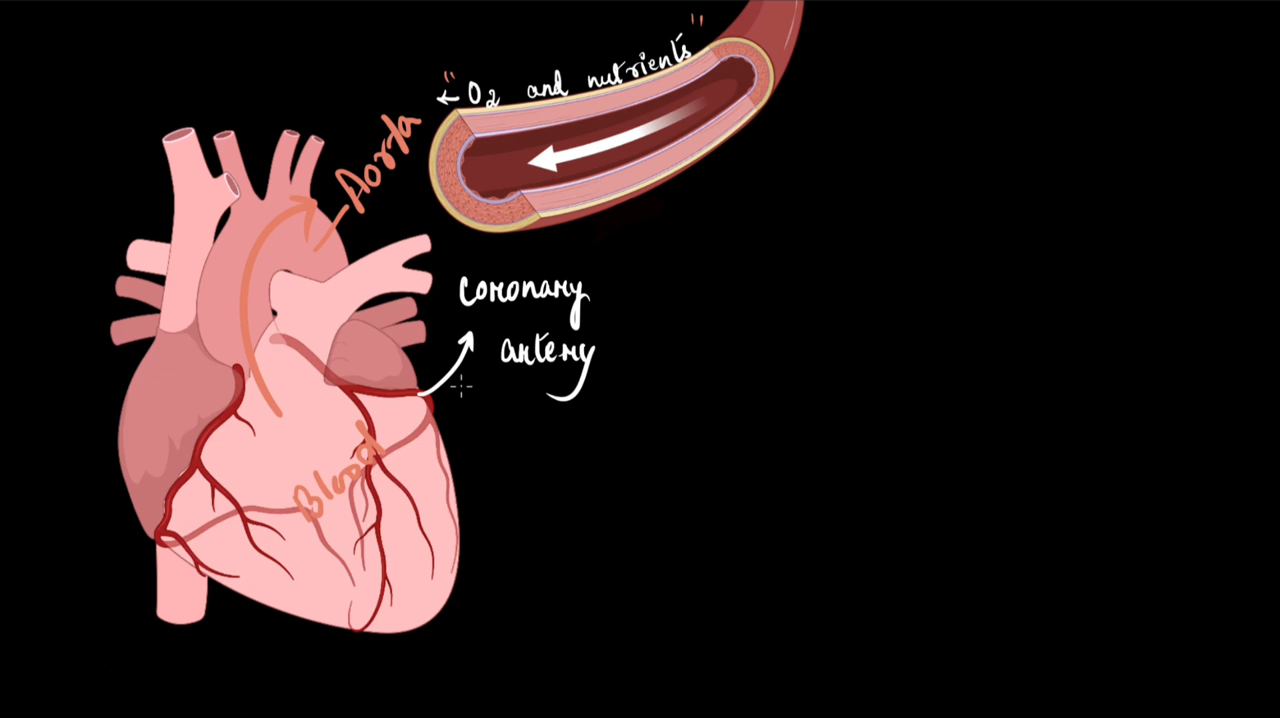 "O2 and nutrients"
Aorta
coronary
artery
Blood